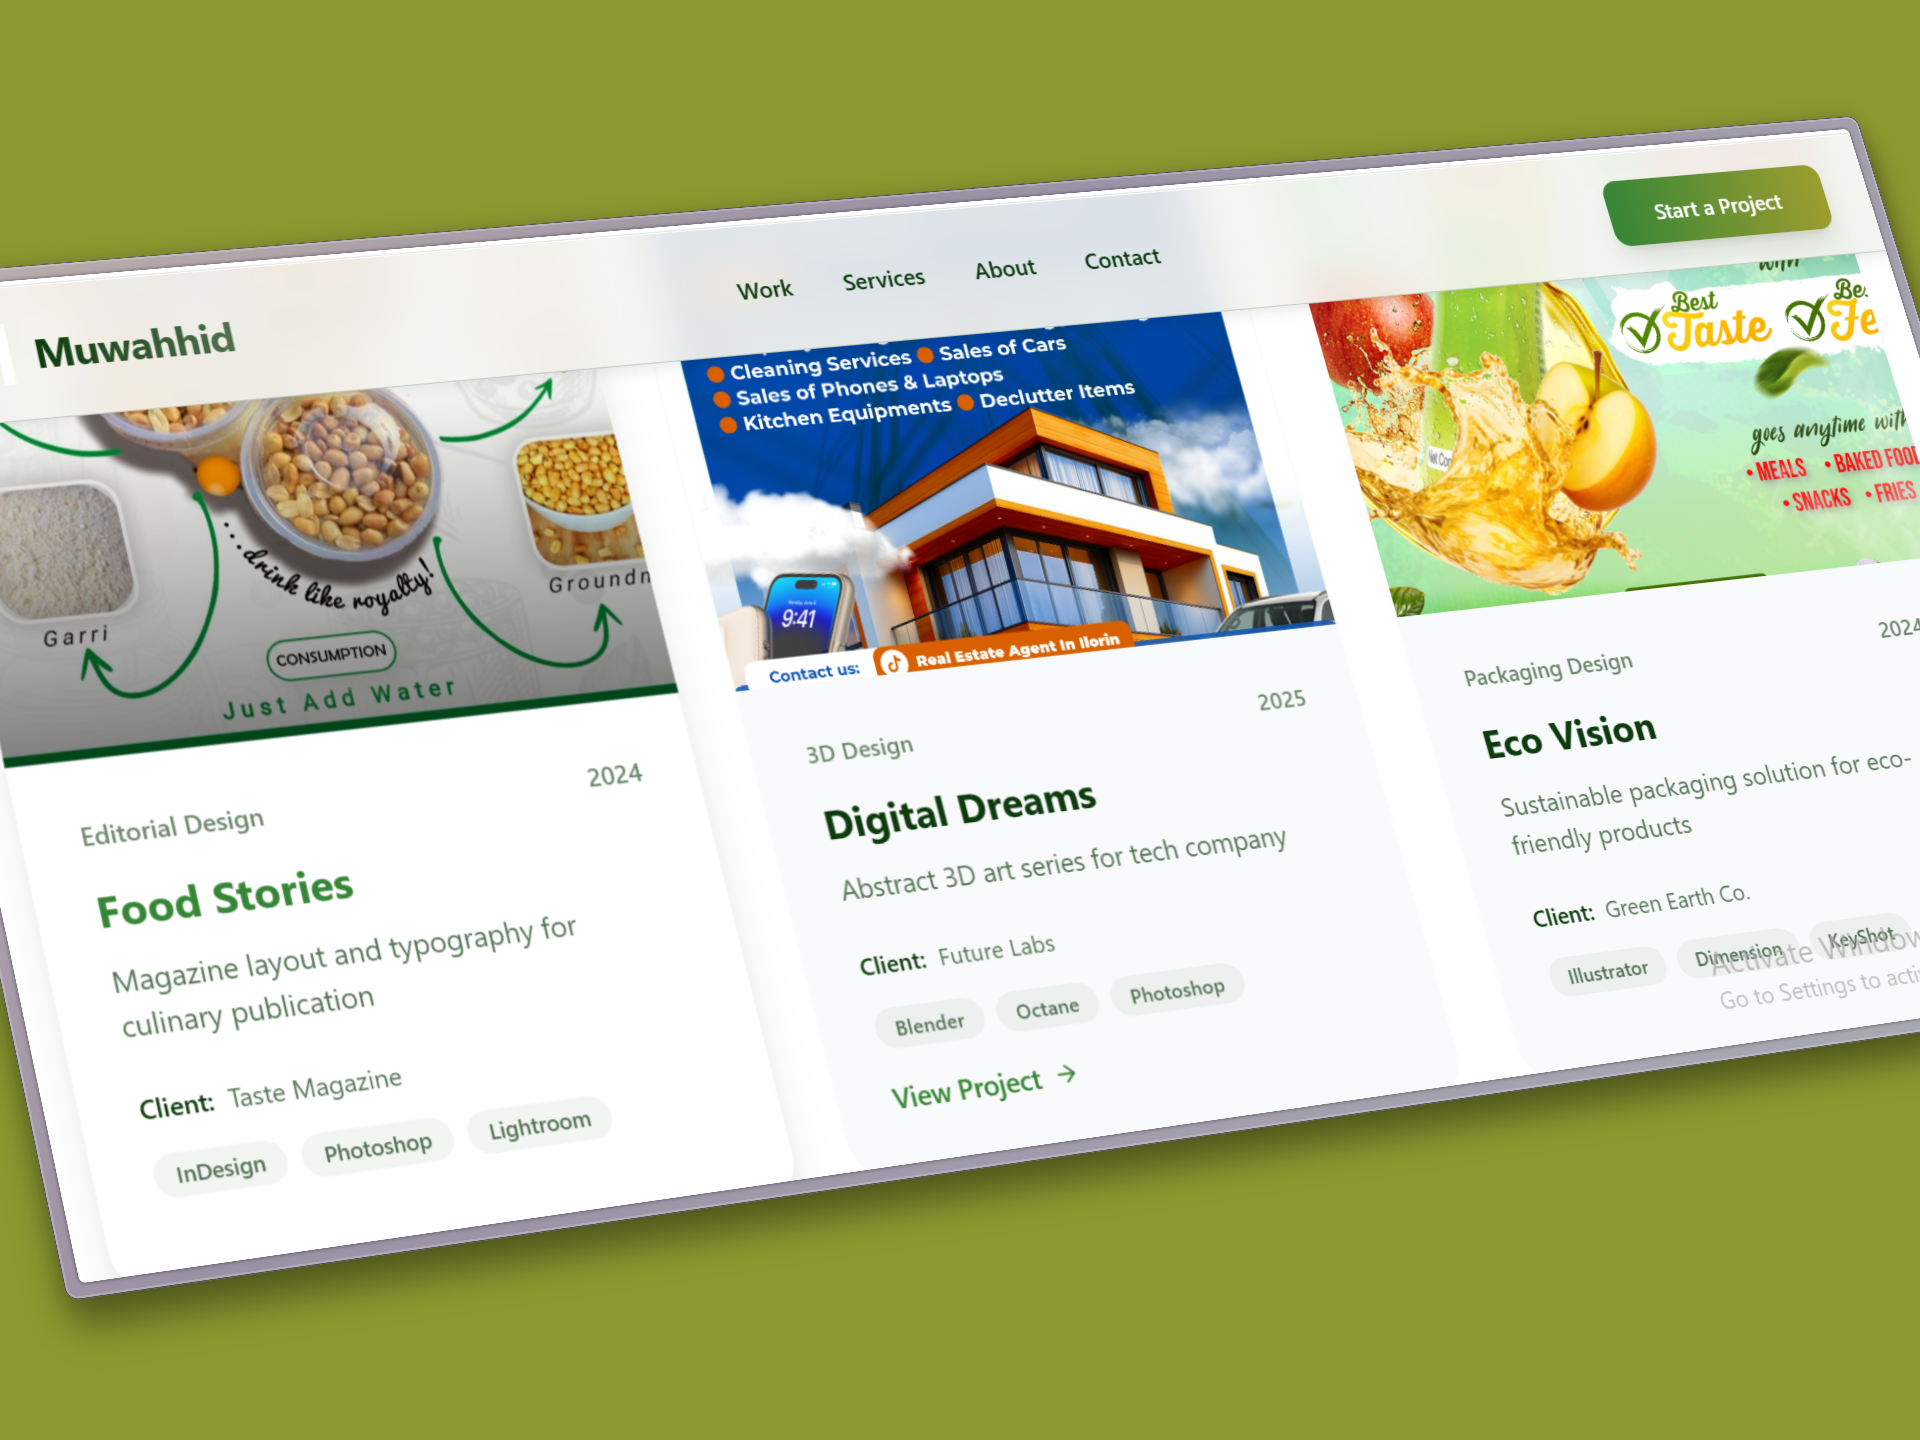 Muwahhid
Work
Services
About
Contact
Start a Project
Garri
...drink like royalty!
CONSUMPTION
Just Add Water
2024
Editorial Design
Food Stories
Magazine layout and typography for
culinary publication
Client: Taste Magazine
InDesign
Photoshop
Lightroom
Cleaning Services
Sales of Cars
Sales of Phones & Laptops
Kitchen Equipments
Declutter Items
9:41
Contact us:
Real Estate Agent In Ilorin
2025
3D Design
Digital Dreams
Abstract 3D art series for tech company
Client: Future Labs
Blender
Octane
Photoshop
View Project →
with
Best
Taste
goes anytime with
• MEALS
• SNACKS
• FRIES
2024
Packaging Design
Eco Vision
Sustainable packaging solution for eco-
friendly products
Client: Green Earth Co.
Illustrator
Dimension
KeyShot
Activate Window
Go to Settings to acti